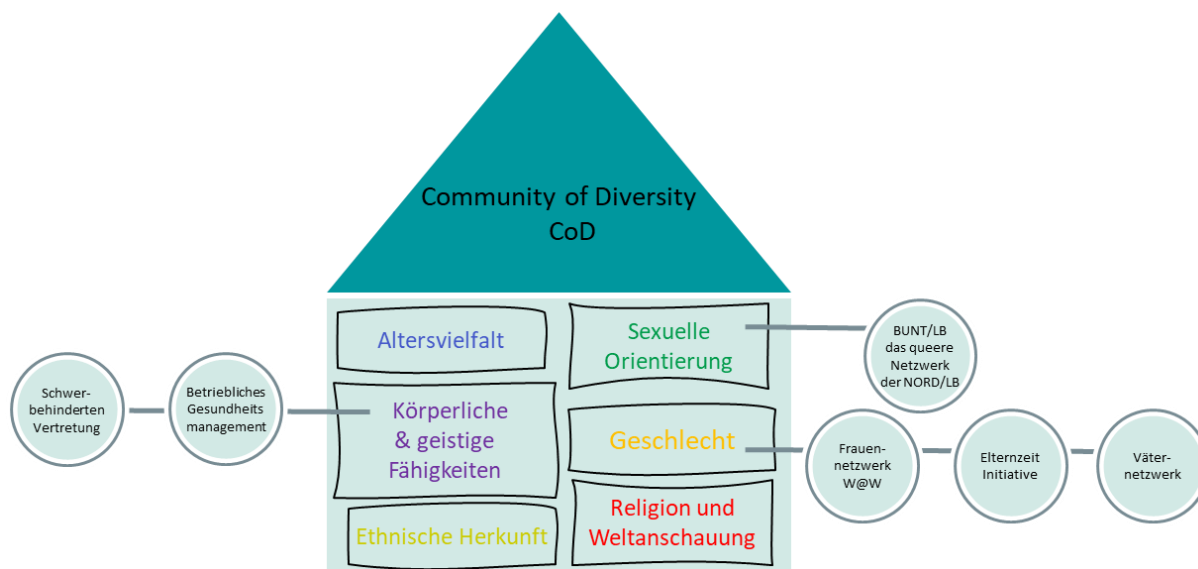 Community of Diversity
CoD
Altersvielfalt
Sexuelle
Orientierung
BUNT/LB
das queere
Netzwerk
der NORD/LB
Schwer-
behinderten
Vertretung
Betriebliches
Gesundheits
management
Körperliche
& geistige
Fähigkeiten
Geschlecht
Frauen-
netzwerk
W@W
Elternzeit
Initiative
Väter-
netzwerk
Ethnische Herkunft
Religion und
Weltanschauung